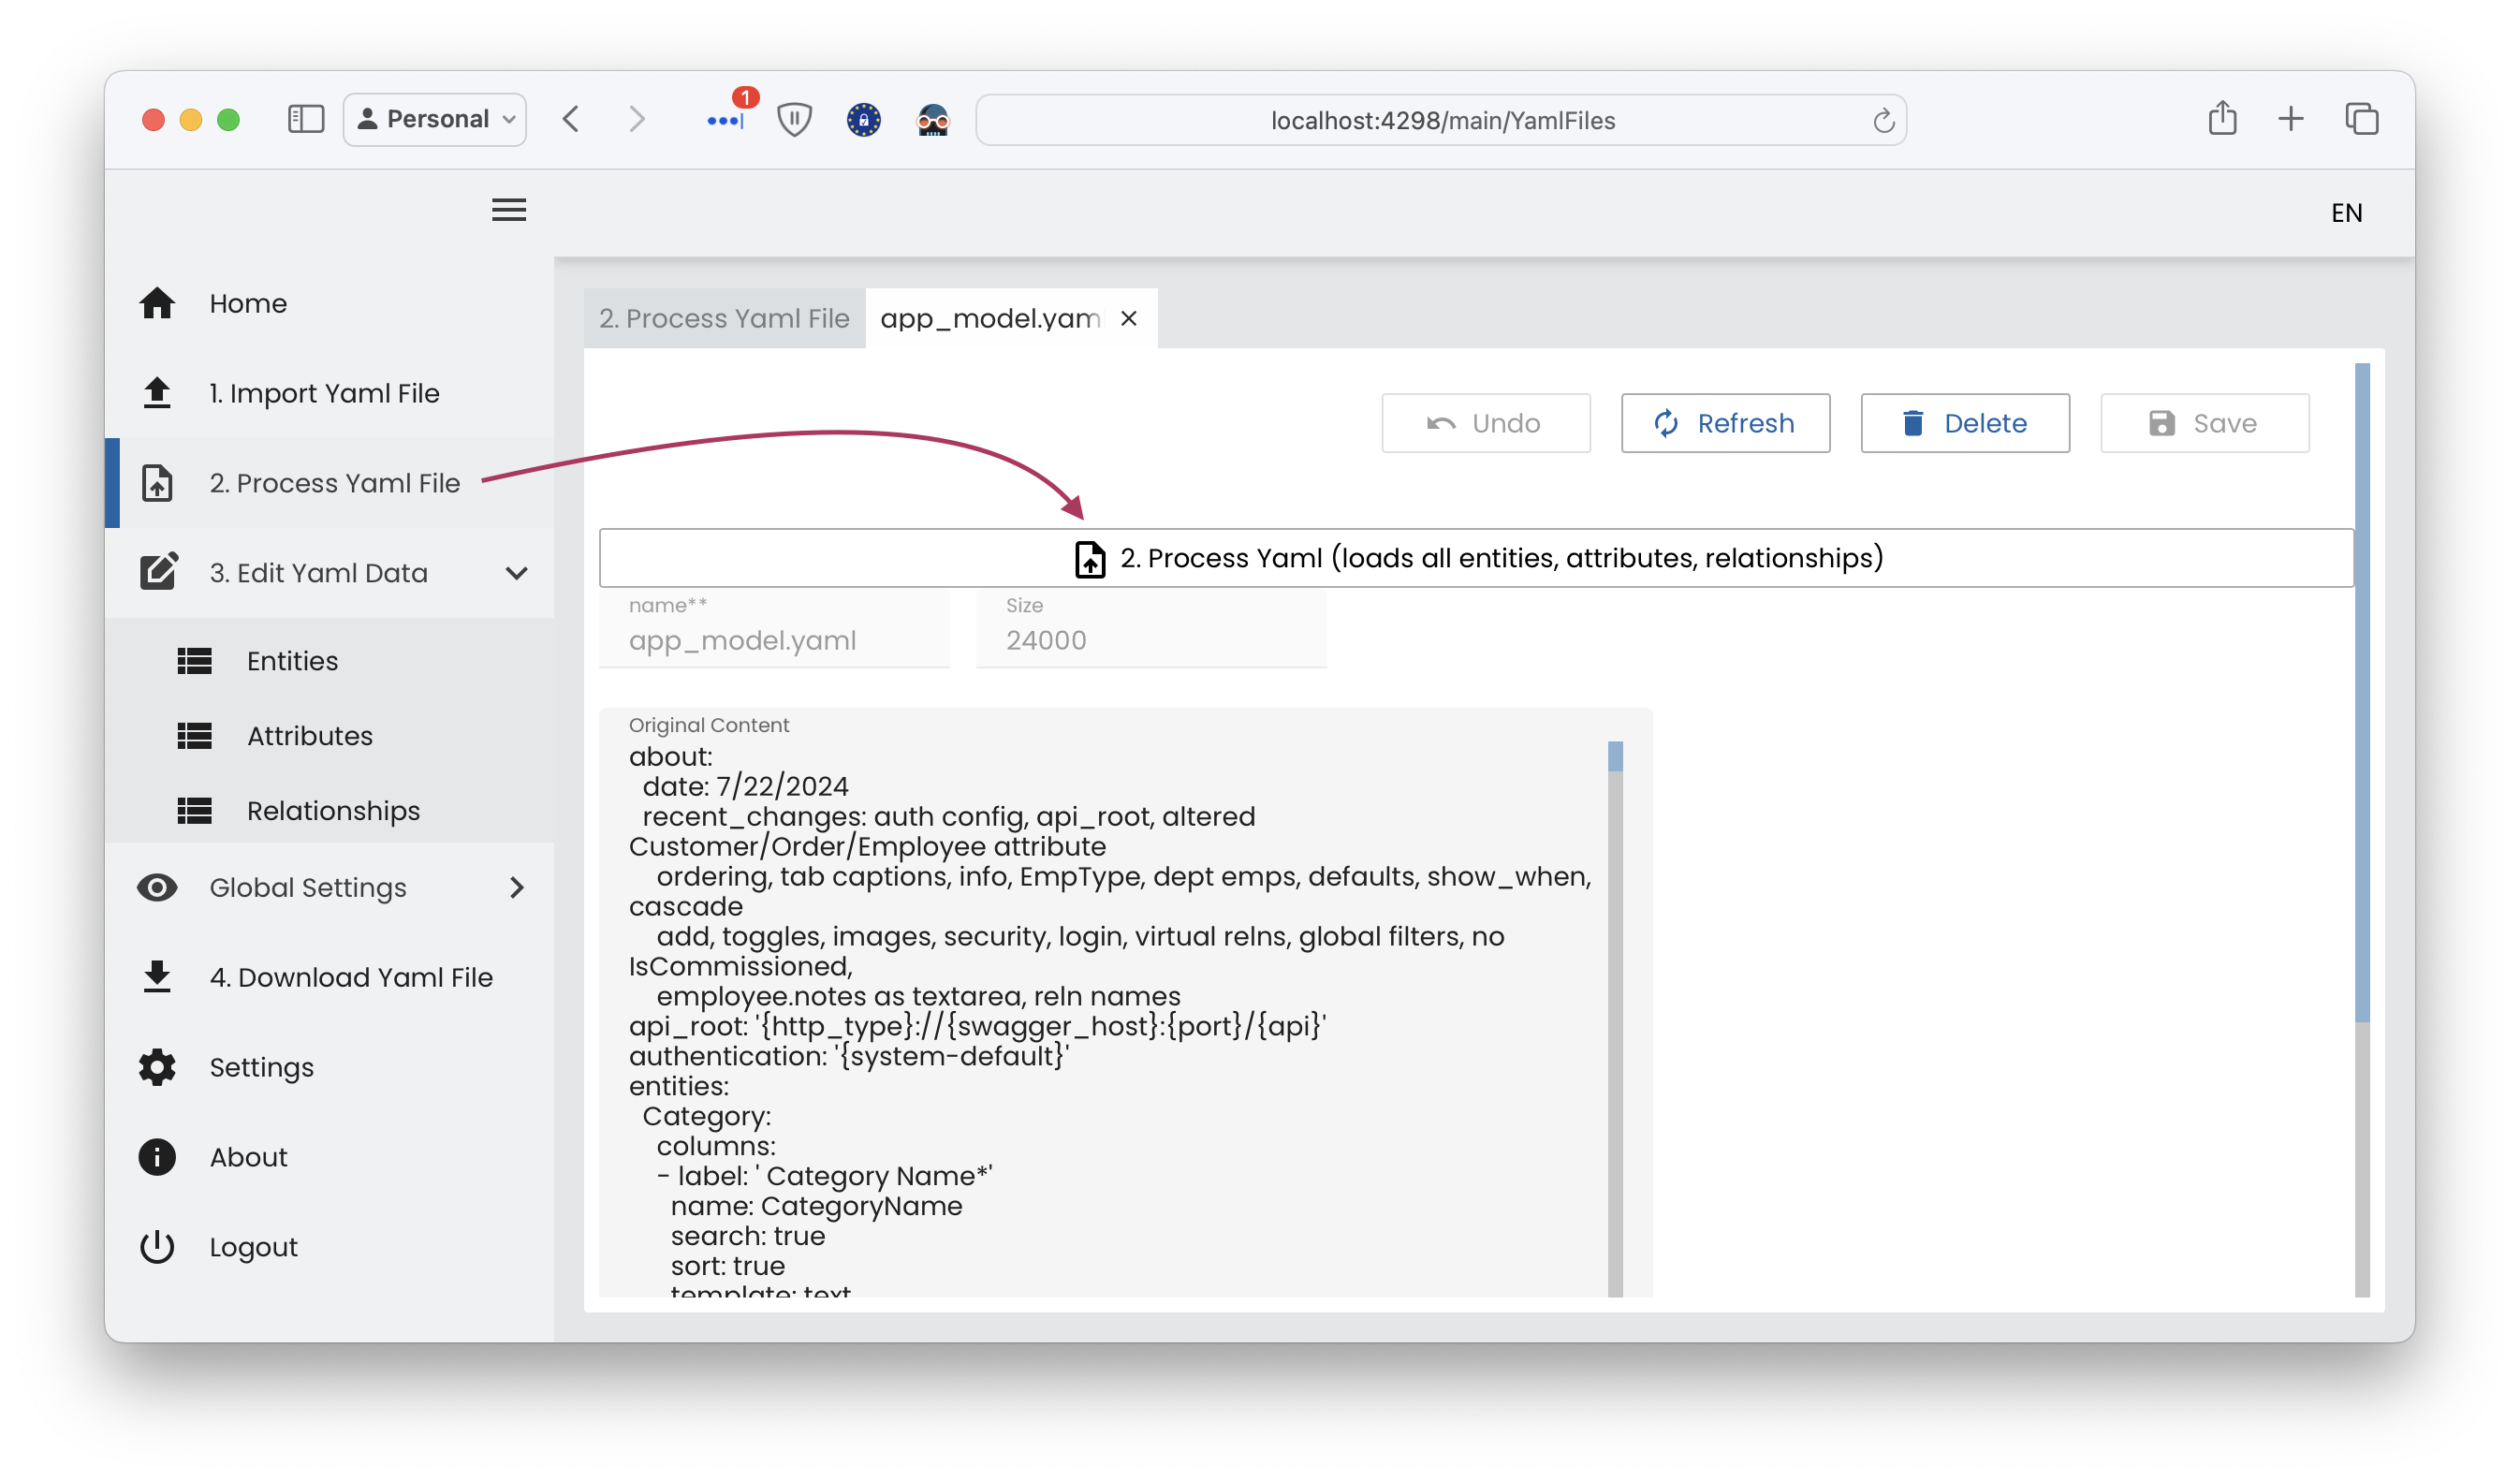 Personal
1
localhost:4298/main/YamlFiles
EN
Home
1. Import Yaml File
2. Process Yaml File
3. Edit Yaml Data
Entities
Attributes
Relationships
Global Settings
4. Download Yaml File
Settings
About
Logout
2. Process Yaml File
app_model.yam
Undo
Refresh
Delete
Save
2. Process Yaml (loads all entities, attributes, relationships)
name**
app_model.yaml
Size
24000
Original Content
about:
date: 7/22/2024
recent_changes: auth config, api_root, altered
Customer/Order/Employee attribute
ordering, tab captions, info, EmpType, dept emps, defaults, show_when,
cascade
add, toggles, images, security, login, virtual relns, global filters, no
IsCommissioned,
employee.notes as textarea, reln names
api_root: '{http_type}://{swagger_host}:{port}/{api}'
authentication: '{system-default}'
entities:
Category:
columns:
- label: ' Category Name*'
name: CategoryName
search: true
sort: true
template: text